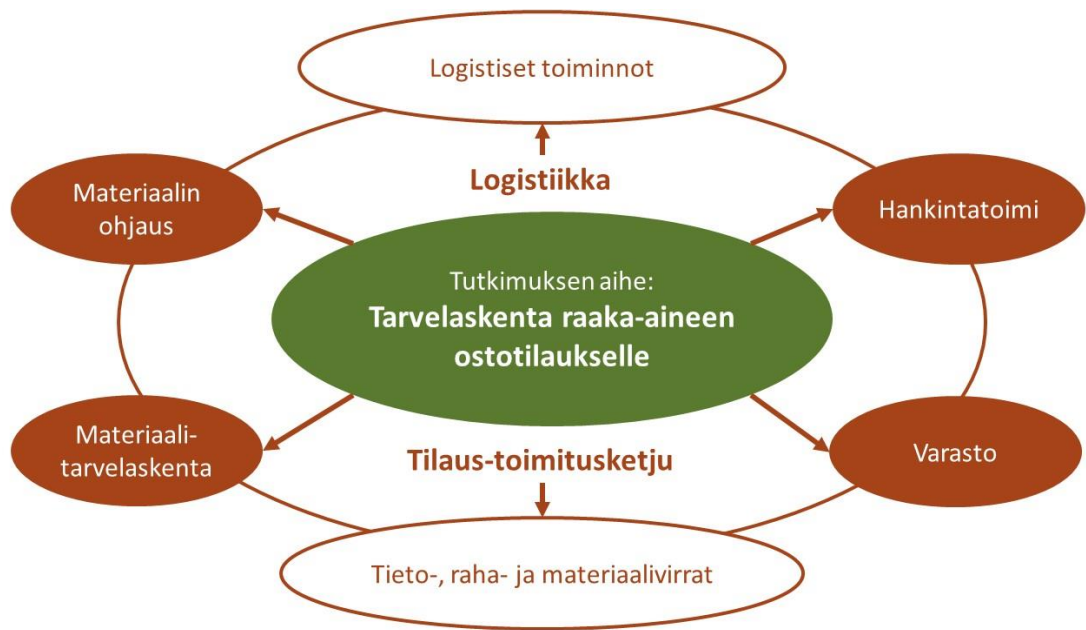 Logistiset toiminnot
Logistiikka
Materiaalin
ohjaus
Hankintatoimi
Tutkimuksen aihe:
Tarvelaskenta raaka-aineen
ostotilaukselle
Materiaali-
tarvelaskenta
Tilaus-toimitusketju
Varasto
Tieto-, raha- ja materiaalivirrat